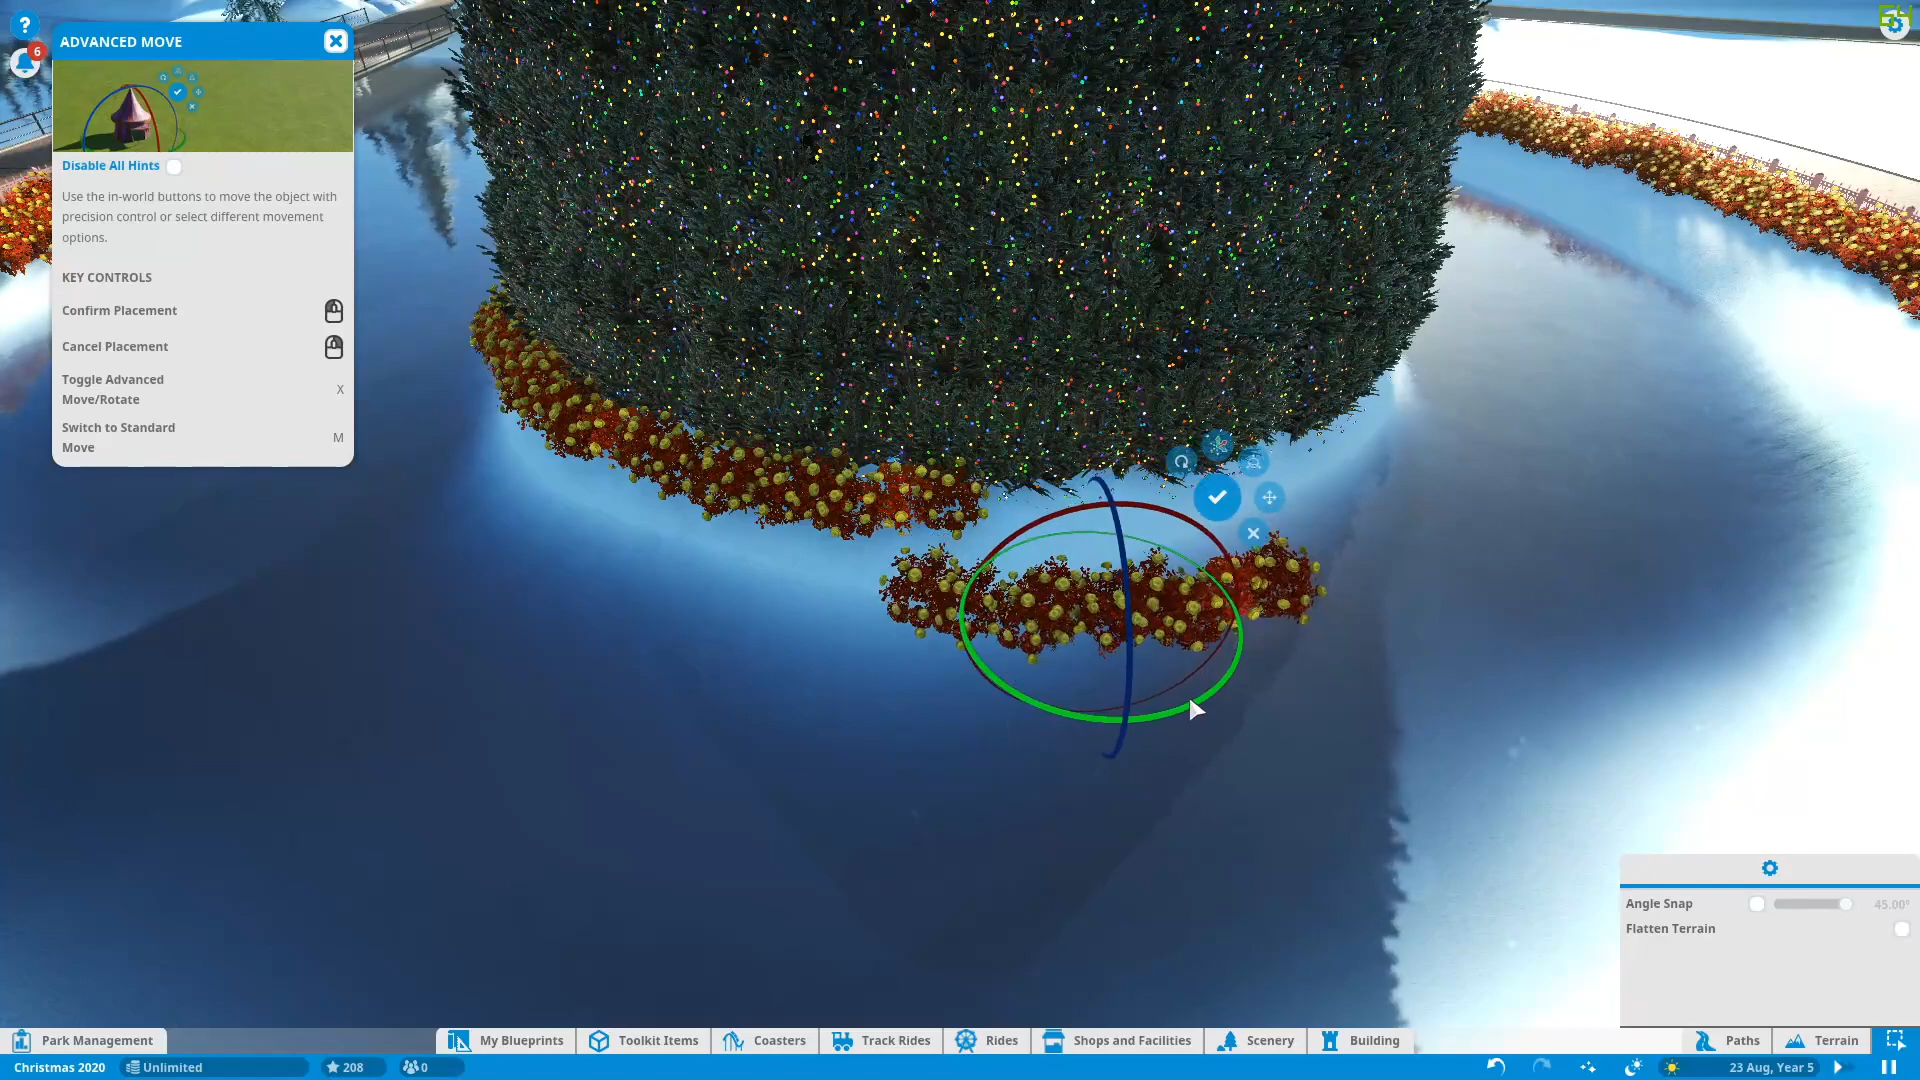 ?
6
54
ADVANCED MOVE
Disable All Hints
Use the in-world buttons to move the object with
precision control or select different movement
options.
KEY CONTROLS
Confirm Placement
Cancel Placement
Toggle Advanced
Move/Rotate
X
Switch to Standard
Move
M
Angle Snap
45.00°
Flatten Terrain
Park Management
My Blueprints
Toolkit Items
Coasters
Track Rides
Rides
Shops and Facilities
Scenery
Building
Paths
Terrain
Christmas 2020
Unlimited
208
0
23 Aug, Year 5